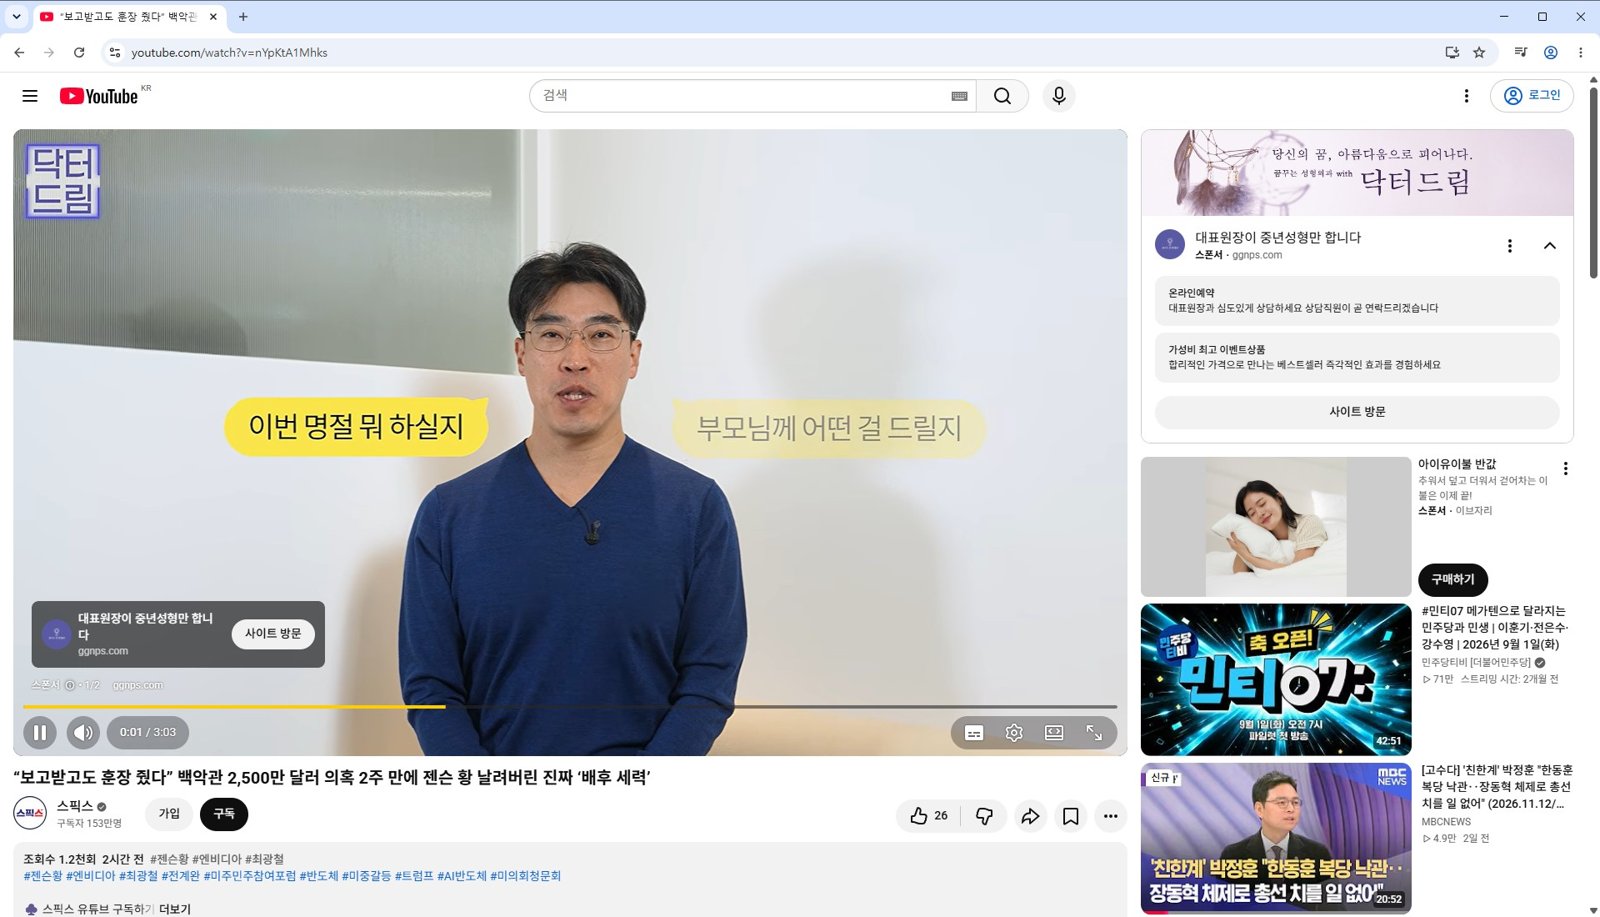 “보고받고도 훈장 줬다” 백악관
youtube.com/watch?v=nYpKtA1Mhks
YouTube KR
검색
로그인
닥터
드림
이번 명절 뭐 하실지
부모님께 어떤 걸 드릴지
대표원장이 중년성형만 합니
다
ggnps.com
사이트 방문
스폰서 · 1/2 ggnps.com
0:01 / 3:03
“보고받고도 훈장 줬다” 백악관 2,500만 달러 의혹 2주 만에 젠슨 황 날려버린 진짜 ‘배후 세력’
스픽스
스픽스
구독자 153만명
가입
구독
26
조회수 1.2천회 2시간 전 #젠슨황 #엔비디아 #최광철
#젠슨황 #엔비디아 #최광철 #전계완 #미주민주참여포럼 #반도체 #미중갈등 #트럼프 #AI반도체 #미의회청문회
스픽스 유튜브 구독하기 더보기
당신의 꿈, 아름다움으로 피어나다.
꿈꾸는 성형외과 with 닥터드림
대표원장이 중년성형만 합니다
스폰서 · ggnps.com
온라인예약
대표원장과 심도있게 상담하세요 상담직원이 곧 연락드리겠습니다
가성비 최고 이벤트상품
합리적인 가격으로 만나는 베스트셀러 즉각적인 효과를 경험하세요
사이트 방문
아이유이불 반값
추워서 덮고 더워서 걷어차는 이
불은 이제 끝!
스폰서 · 이브자리
구매하기
민주당
티비
축 오픈!
민티07:
9월 1일(화) 오전 7시
파일럿 첫 방송
42:51
#민티07 메가텐으로 달라지는
민주당과 민생 | 이훈기·전은수·
강수영 | 2026년 9월 1일(화)
민주당티비 [더불어민주당]
71만 스트리밍 시간: 2개월 전
신규
MBC
NEWS
'친한계' 박정훈 "한동훈 복당 낙관··
장동혁 체제로 총선 치를 일 없어"
20:52
[고수다] '친한계' 박정훈 "한동훈
복당 낙관··장동혁 체제로 총선
치를 일 없어" (2026.11.12/...
MBCNEWS
4.9만 2일 전